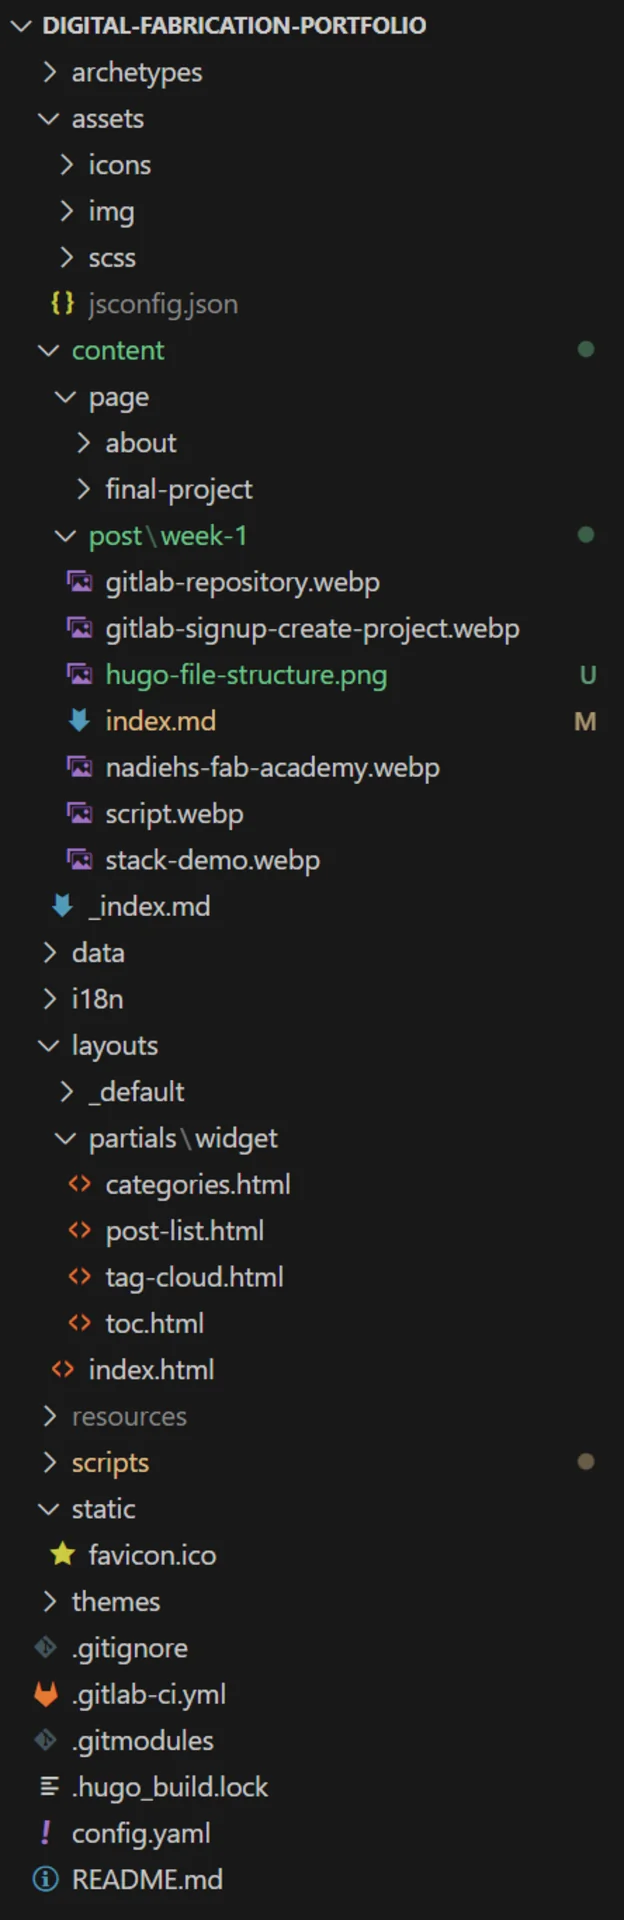 DIGITAL-FABRICATION-PORTFOLIO
archetypes
assets
icons
img
scss
{} jsconfig.json
content
page
about
final-project
post\week-1
gitlab-repository.webp
gitlab-signup-create-project.webp
hugo-file-structure.png U
index.md M
nadiehs-fab-academy.webp
script.webp
stack-demo.webp
_index.md
data
i18n
layouts
_default
partials\widget
<> categories.html
<> post-list.html
<> tag-cloud.html
<> toc.html
<> index.html
resources
scripts
static
favicon.ico
themes
.gitignore
.gitlab-ci.yml
.gitmodules
.hugo_build.lock
! config.yaml
README.md